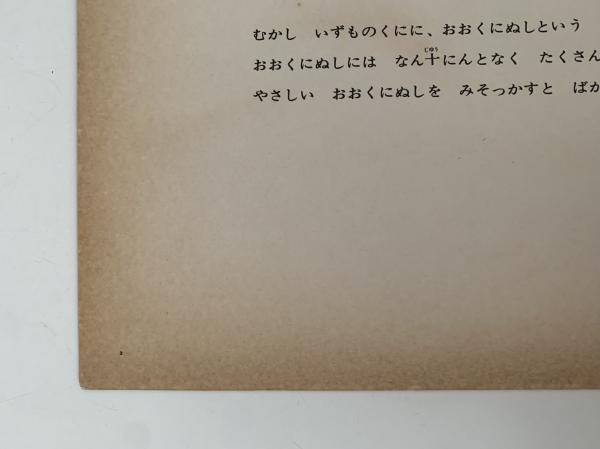 むかし　いずものくにに、おおくにぬしという
おおくにぬしには　なん十にんとなく　たくさん
やさしい　おおくにぬしを　みそっかすと　ばか
2